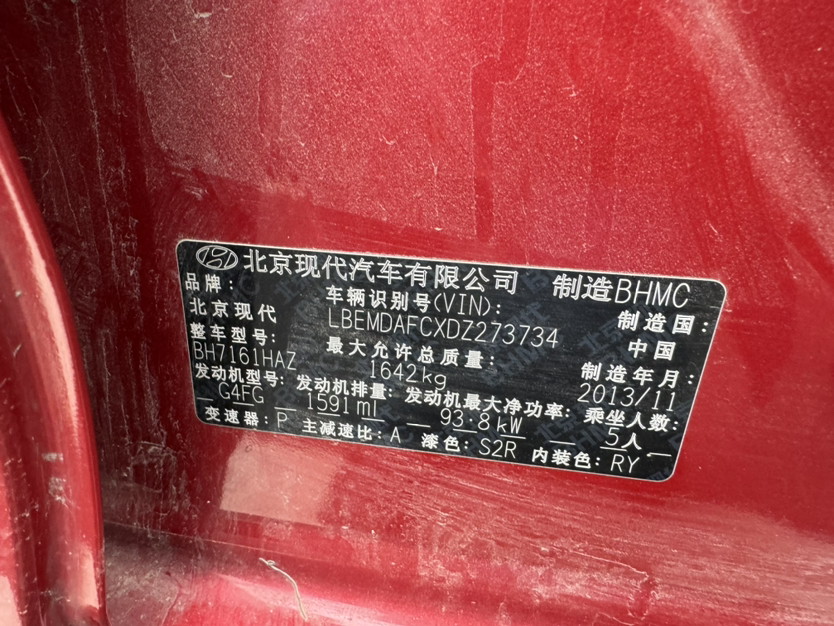 北京现代汽车有限公司 制造BHMC
品牌: 车辆识别号(VIN): 制造国:
北京现代 LBEMDAFCXDZ273734 中国
整车型号: 最大允许总质量: 制造年月:
BH7161HAZ 1642kg 2013/11
发动机型号: 发动机排量: 发动机最大净功率: 乘坐人数:
G4FG 1591ml 93.8kW 5人
变速器: P 主减速比: A 漆色: S2R 内装色: RY